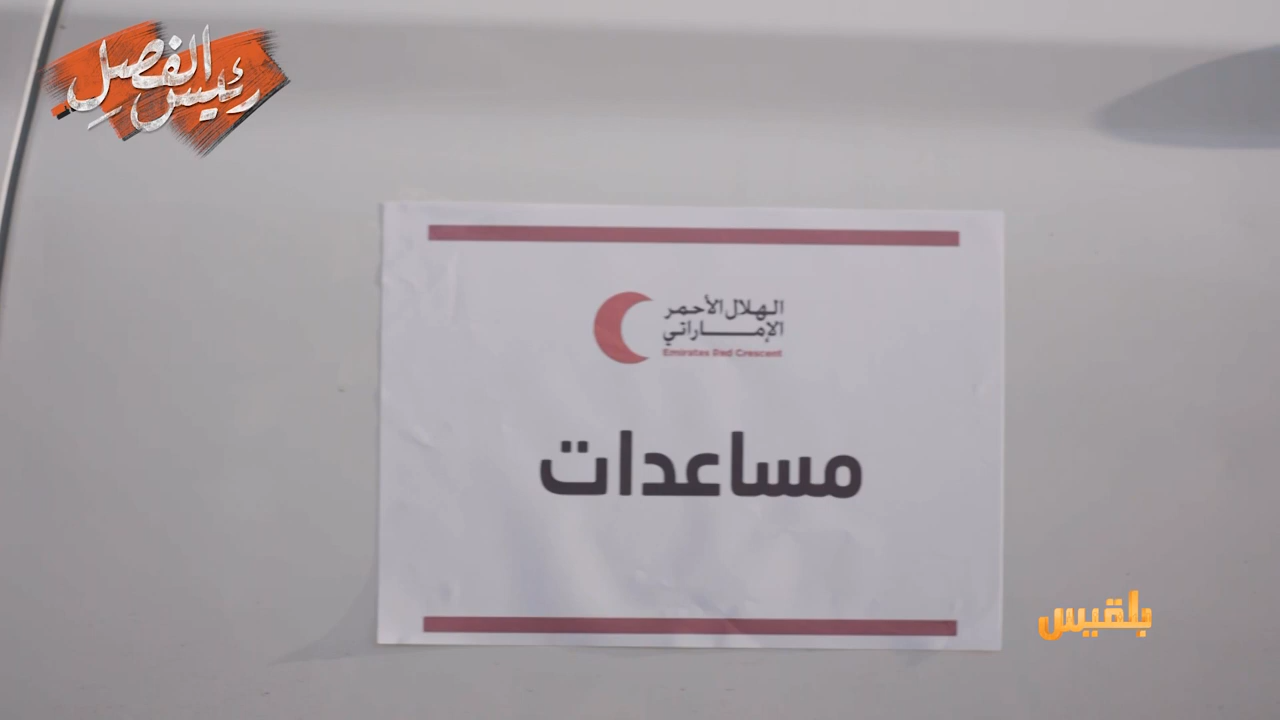 رئيس الفصل
الهلال الأحمر
الإماراتي
Emirates Red Crescent
مساعدات
بلقيس